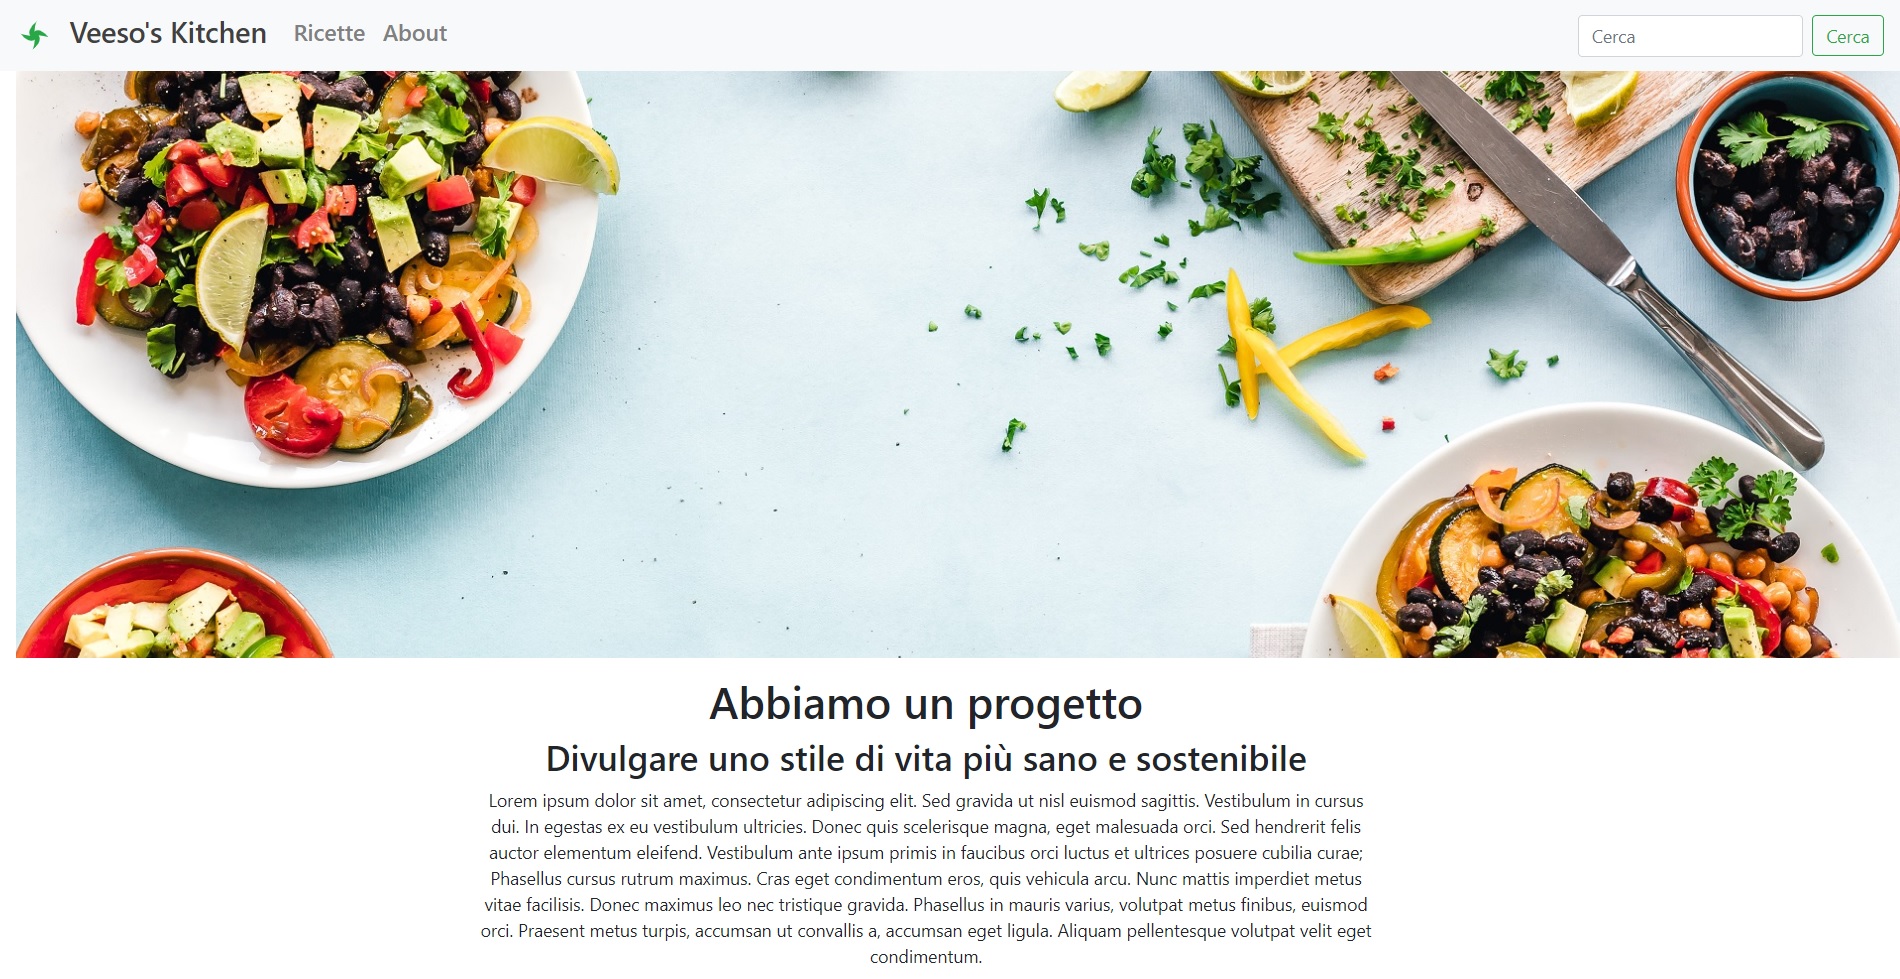 Veeso's Kitchen Ricette About Cerca Cerca
Abbiamo un progetto
Divulgare uno stile di vita più sano e sostenibile
Lorem ipsum dolor sit amet, consectetur adipiscing elit. Sed gravida ut nisl euismod sagittis. Vestibulum in cursus
dui. In egestas ex eu vestibulum ultricies. Donec quis scelerisque magna, eget malesuada orci. Sed hendrerit felis
auctor elementum eleifend. Vestibulum ante ipsum primis in faucibus orci luctus et ultrices posuere cubilia curae;
Phasellus cursus rutrum maximus. Cras eget condimentum eros, quis vehicula arcu. Nunc mattis imperdiet metus
vitae facilisis. Donec maximus leo nec tristique gravida. Phasellus in mauris varius, volutpat metus finibus, euismod
orci. Praesent metus turpis, accumsan ut convallis a, accumsan eget ligula. Aliquam pellentesque volutpat velit eget
condimentum.